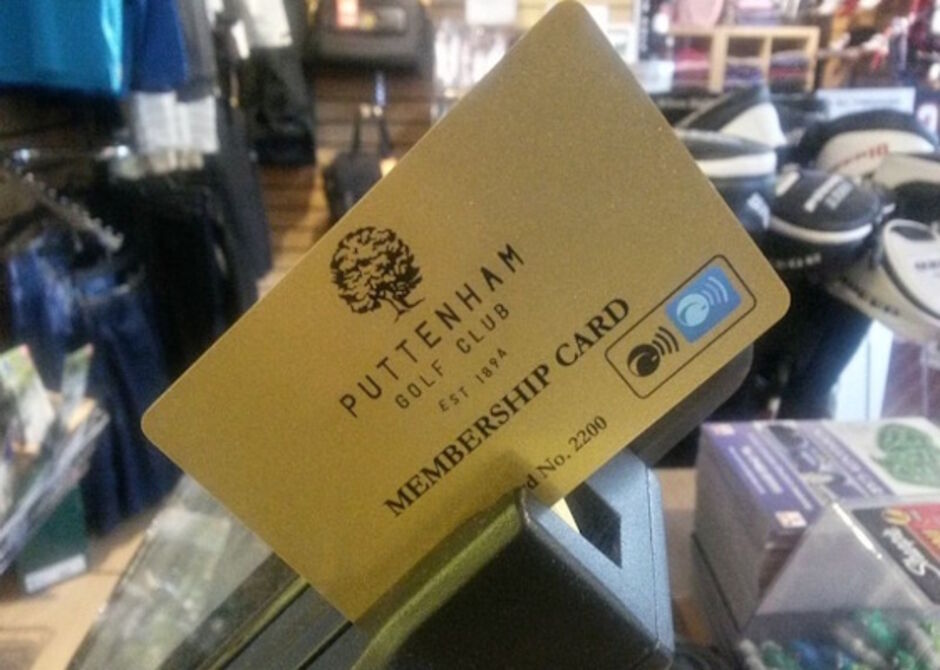 PUTTENHAM
GOLF CLUB
EST 1894
MEMBERSHIP CARD
No. 2200